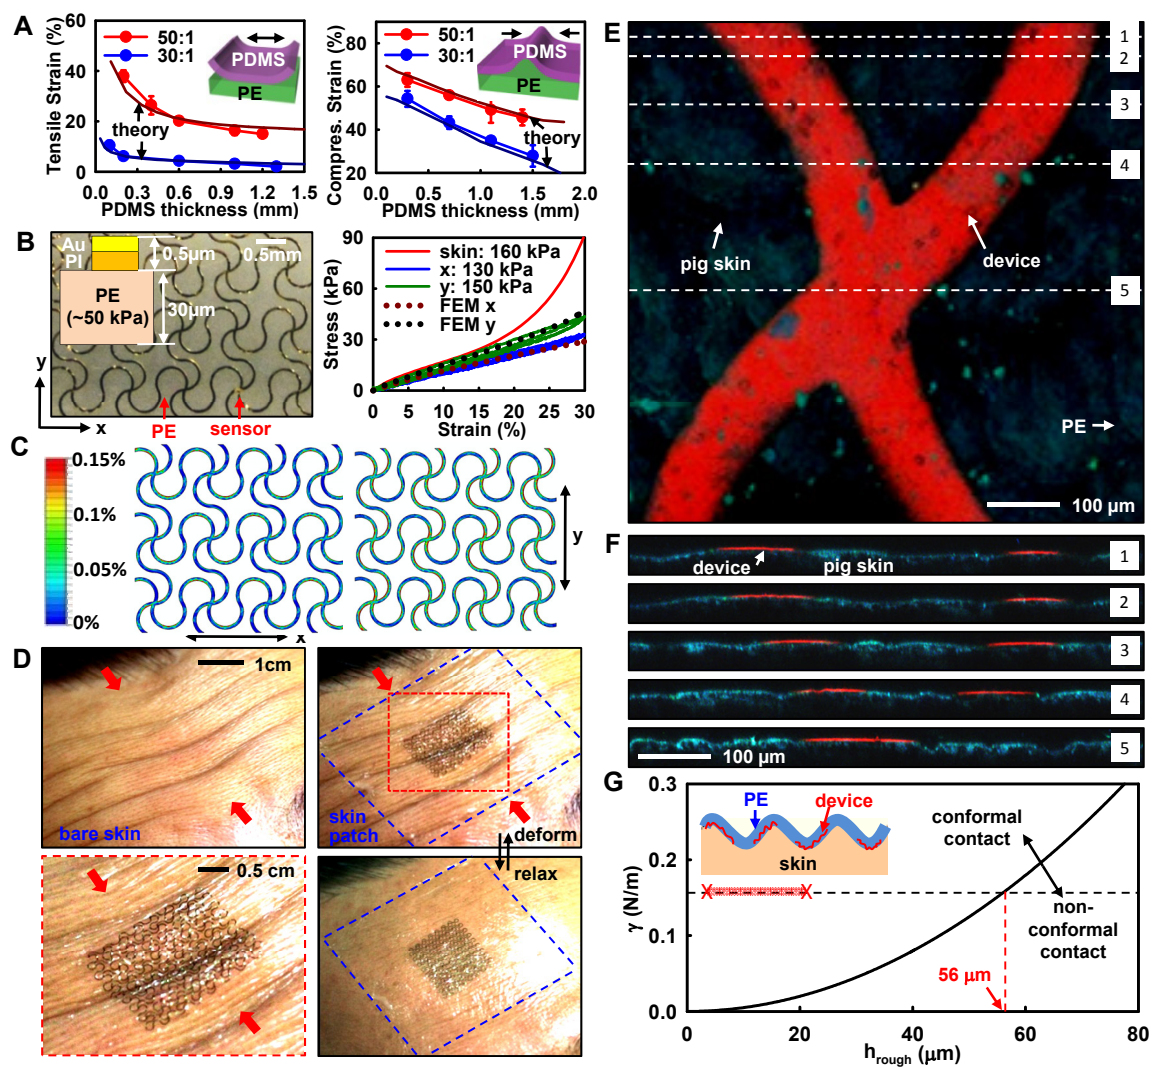 A
Tensile Strain (%)
60
40
20
0
50:1
30:1
PDMS
PE
theory
0.0 0.3 0.6 0.9 1.2 1.5
PDMS thickness (mm)
Compres. Strain (%)
80
60
40
20
50:1
30:1
PDMS
PE
theory
0.0 0.5 1.0 1.5 2.0
PDMS thickness (mm)
B
Au
PI
0.5μm
0.5mm
PE
(~50 kPa)
30μm
y
x
PE
sensor
Stress (kPa)
90
60
30
0
skin: 160 kPa
x: 130 kPa
y: 150 kPa
FEM x
FEM y
0 5 10 15 20 25 30
Strain (%)
C
0.15%
0.1%
0.05%
0%
x
y
D
1cm
bare skin
skin
patch
deform
relax
0.5 cm
E
1
2
3
4
5
pig skin
device
PE
100 μm
F
device
pig skin
1
2
3
4
5
100 μm
G
γ (N/m)
0.3
0.2
0.1
0.0
PE
device
skin
conformal
contact
non-
conformal
contact
56 μm
0 20 40 60 80
hrough (μm)